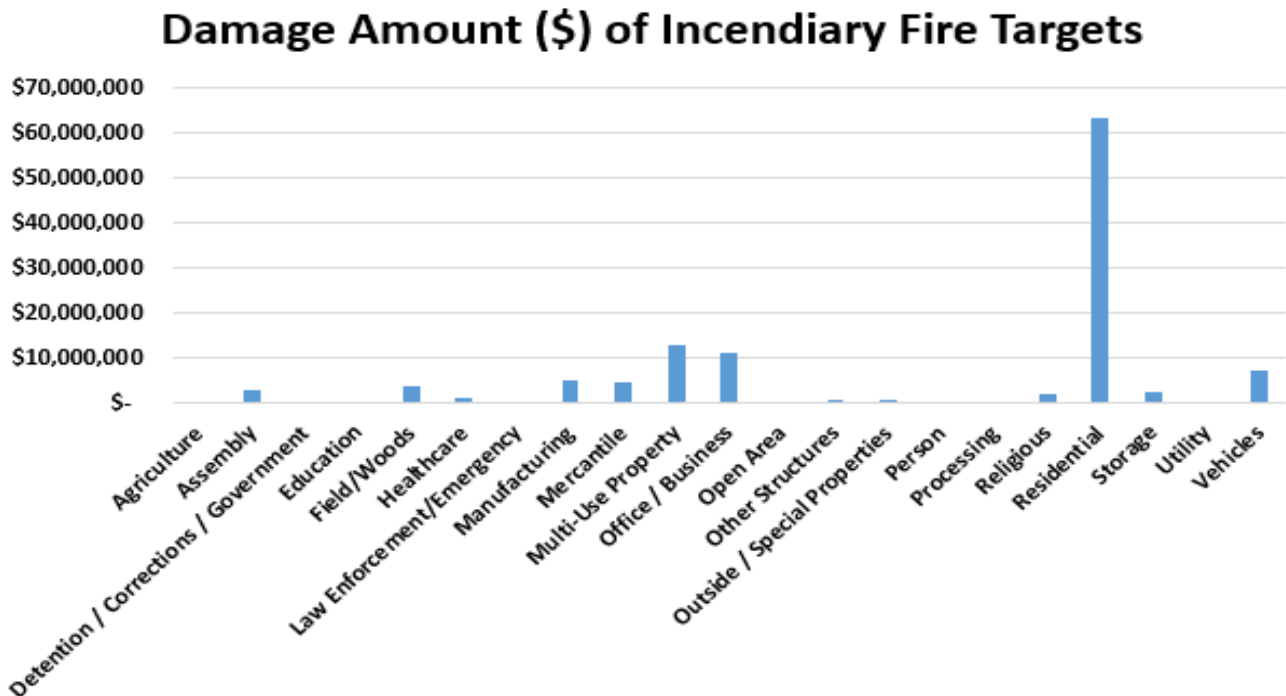 Damage Amount ($) of Incendiary Fire Targets
$70,000,000
$60,000,000
$50,000,000
$40,000,000
$30,000,000
$20,000,000
$10,000,000
$-
Agriculture
Assembly
Detention / Corrections / Government
Education
Field/Woods
Healthcare
Law Enforcement/Emergency
Manufacturing
Mercantile
Multi-Use Property
Office / Business
Open Area
Other Structures
Outside / Special Properties
Person
Processing
Religious
Residential
Storage
Utility
Vehicles